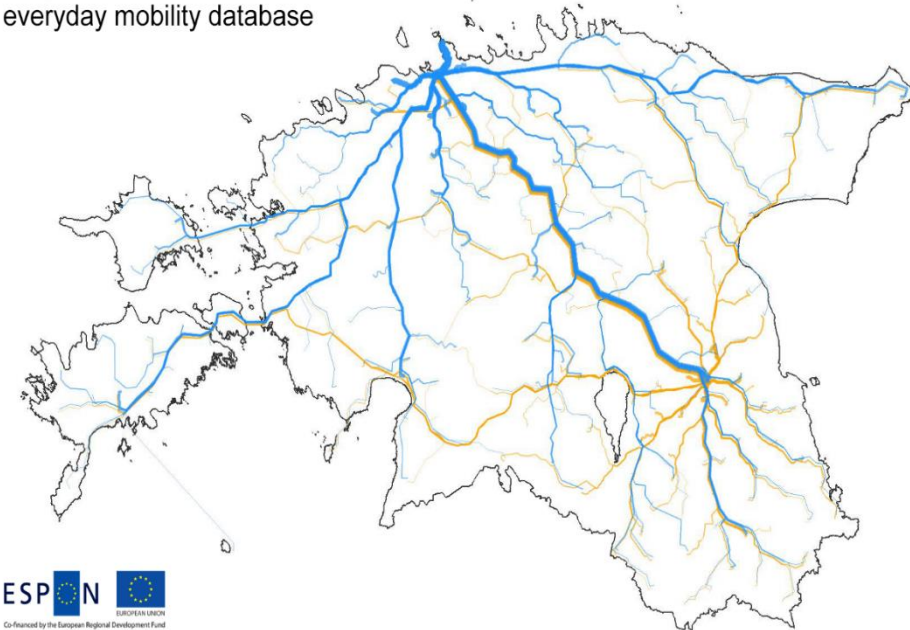 everyday mobility database
ESPON
EUROPEAN UNION
Co-financed by the European Regional Development Fund